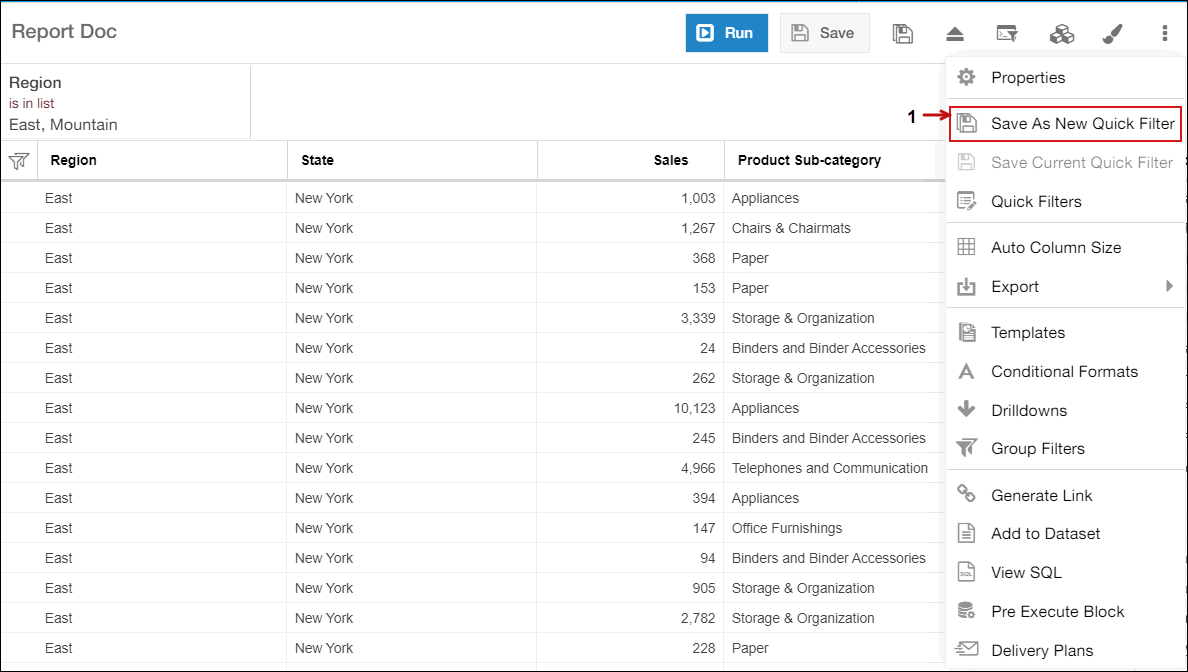 Report Doc
Run
Save
Region
is in list
East, Mountain
Region State Sales Product Sub-category
East New York 1,003 Appliances
East New York 1,267 Chairs & Chairmats
East New York 368 Paper
East New York 153 Paper
East New York 3,339 Storage & Organization
East New York 24 Binders and Binder Accessories
East New York 262 Storage & Organization
East New York 10,123 Appliances
East New York 245 Binders and Binder Accessories
East New York 4,966 Telephones and Communication
East New York 394 Appliances
East New York 147 Office Furnishings
East New York 94 Binders and Binder Accessories
East New York 905 Storage & Organization
East New York 2,782 Storage & Organization
East New York 228 Paper
Properties
1
Save As New Quick Filter
Save Current Quick Filter
Quick Filters
Auto Column Size
Export
Templates
Conditional Formats
Drilldowns
Group Filters
Generate Link
Add to Dataset
SQL
View SQL
Pre Execute Block
Delivery Plans